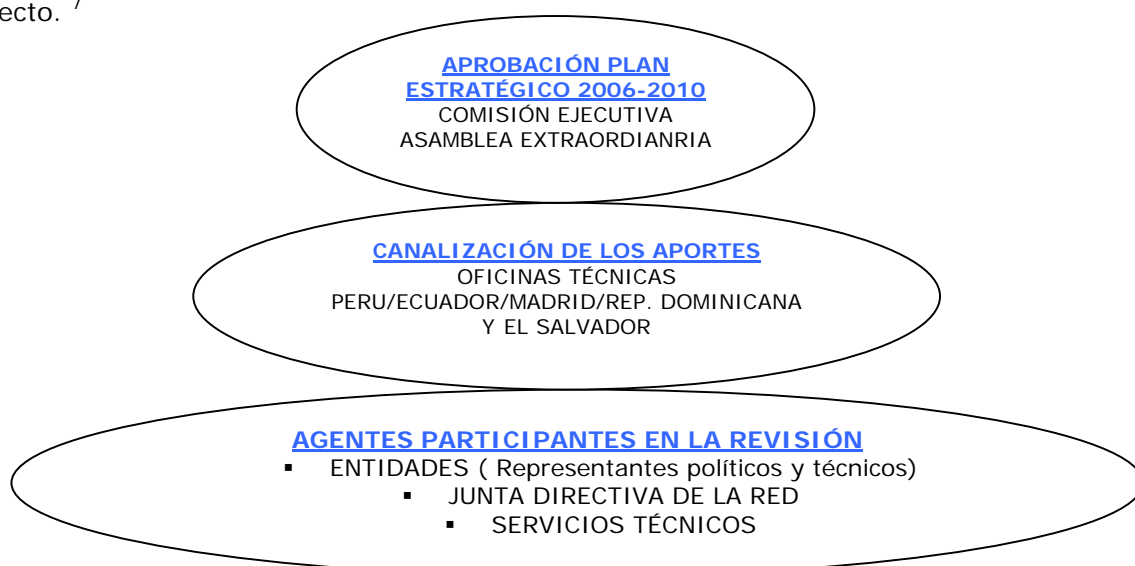 ecto. 7
APROBACIÓN PLAN
ESTRATÉGICO 2006-2010
COMISIÓN EJECUTIVA
ASAMBLEA EXTRAORDIANRIA
CANALIZACIÓN DE LOS APORTES
OFICINAS TÉCNICAS
PERU/ECUADOR/MADRID/REP. DOMINICANA
Y EL SALVADOR
AGENTES PARTICIPANTES EN LA REVISIÓN
▪ ENTIDADES ( Representantes políticos y técnicos)
▪ JUNTA DIRECTIVA DE LA RED
▪ SERVICIOS TÉCNICOS